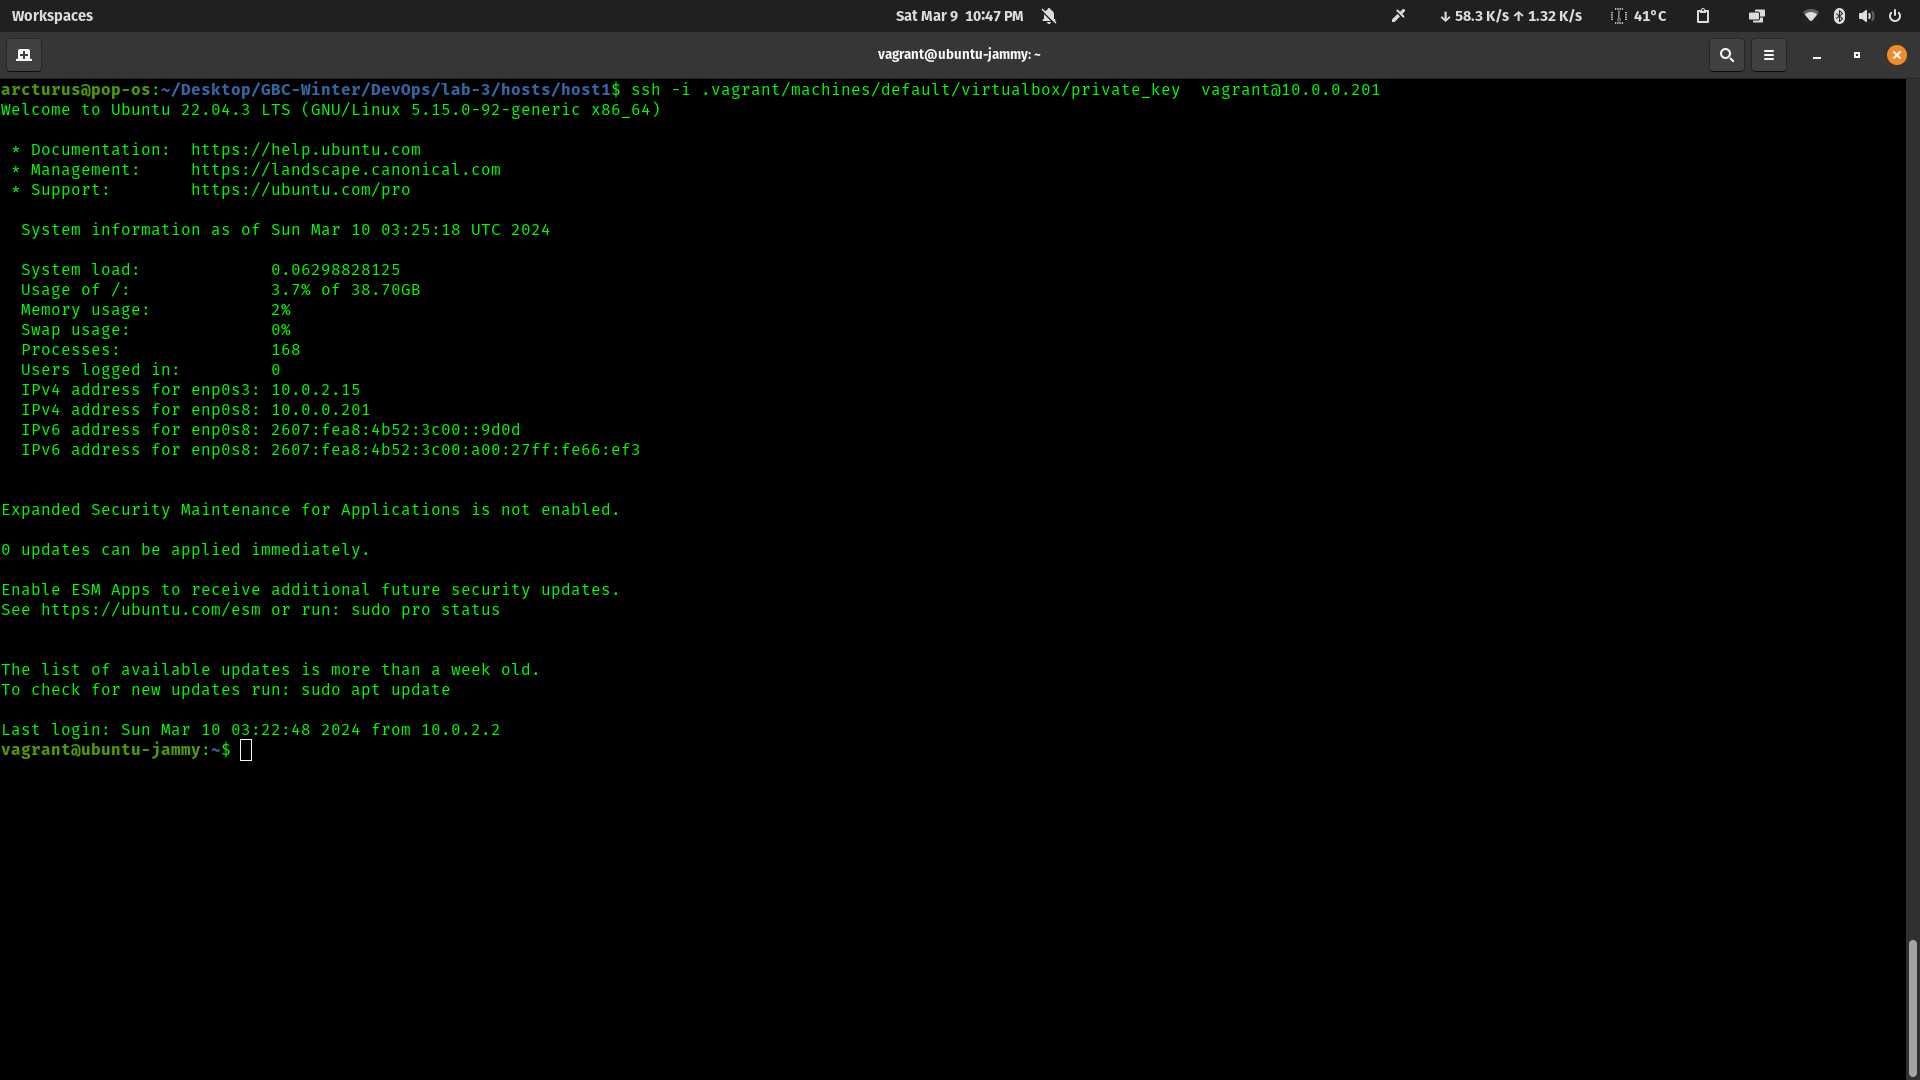 Workspaces
Sat Mar 9 10:47 PM
↓ 58.3 K/s ↑ 1.32 K/s
41°C
vagrant@ubuntu-jammy: ~
arcturus@pop-os:~/Desktop/GBC-Winter/DevOps/lab-3/hosts/host1$ ssh -i .vagrant/machines/default/virtualbox/private_key  vagrant@10.0.0.201
Welcome to Ubuntu 22.04.3 LTS (GNU/Linux 5.15.0-92-generic x86_64)
 * Documentation:  https://help.ubuntu.com
 * Management:     https://landscape.canonical.com
 * Support:        https://ubuntu.com/pro
  System information as of Sun Mar 10 03:25:18 UTC 2024
  System load:             0.06298828125
  Usage of /:              3.7% of 38.70GB
  Memory usage:            2%
  Swap usage:              0%
  Processes:               168
  Users logged in:         0
  IPv4 address for enp0s3: 10.0.2.15
  IPv4 address for enp0s8: 10.0.0.201
  IPv6 address for enp0s8: 2607:fea8:4b52:3c00::9d0d
  IPv6 address for enp0s8: 2607:fea8:4b52:3c00:a00:27ff:fe66:ef3
Expanded Security Maintenance for Applications is not enabled.
0 updates can be applied immediately.
Enable ESM Apps to receive additional future security updates.
See https://ubuntu.com/esm or run: sudo pro status
The list of available updates is more than a week old.
To check for new updates run: sudo apt update
Last login: Sun Mar 10 03:22:48 2024 from 10.0.2.2
vagrant@ubuntu-jammy:~$